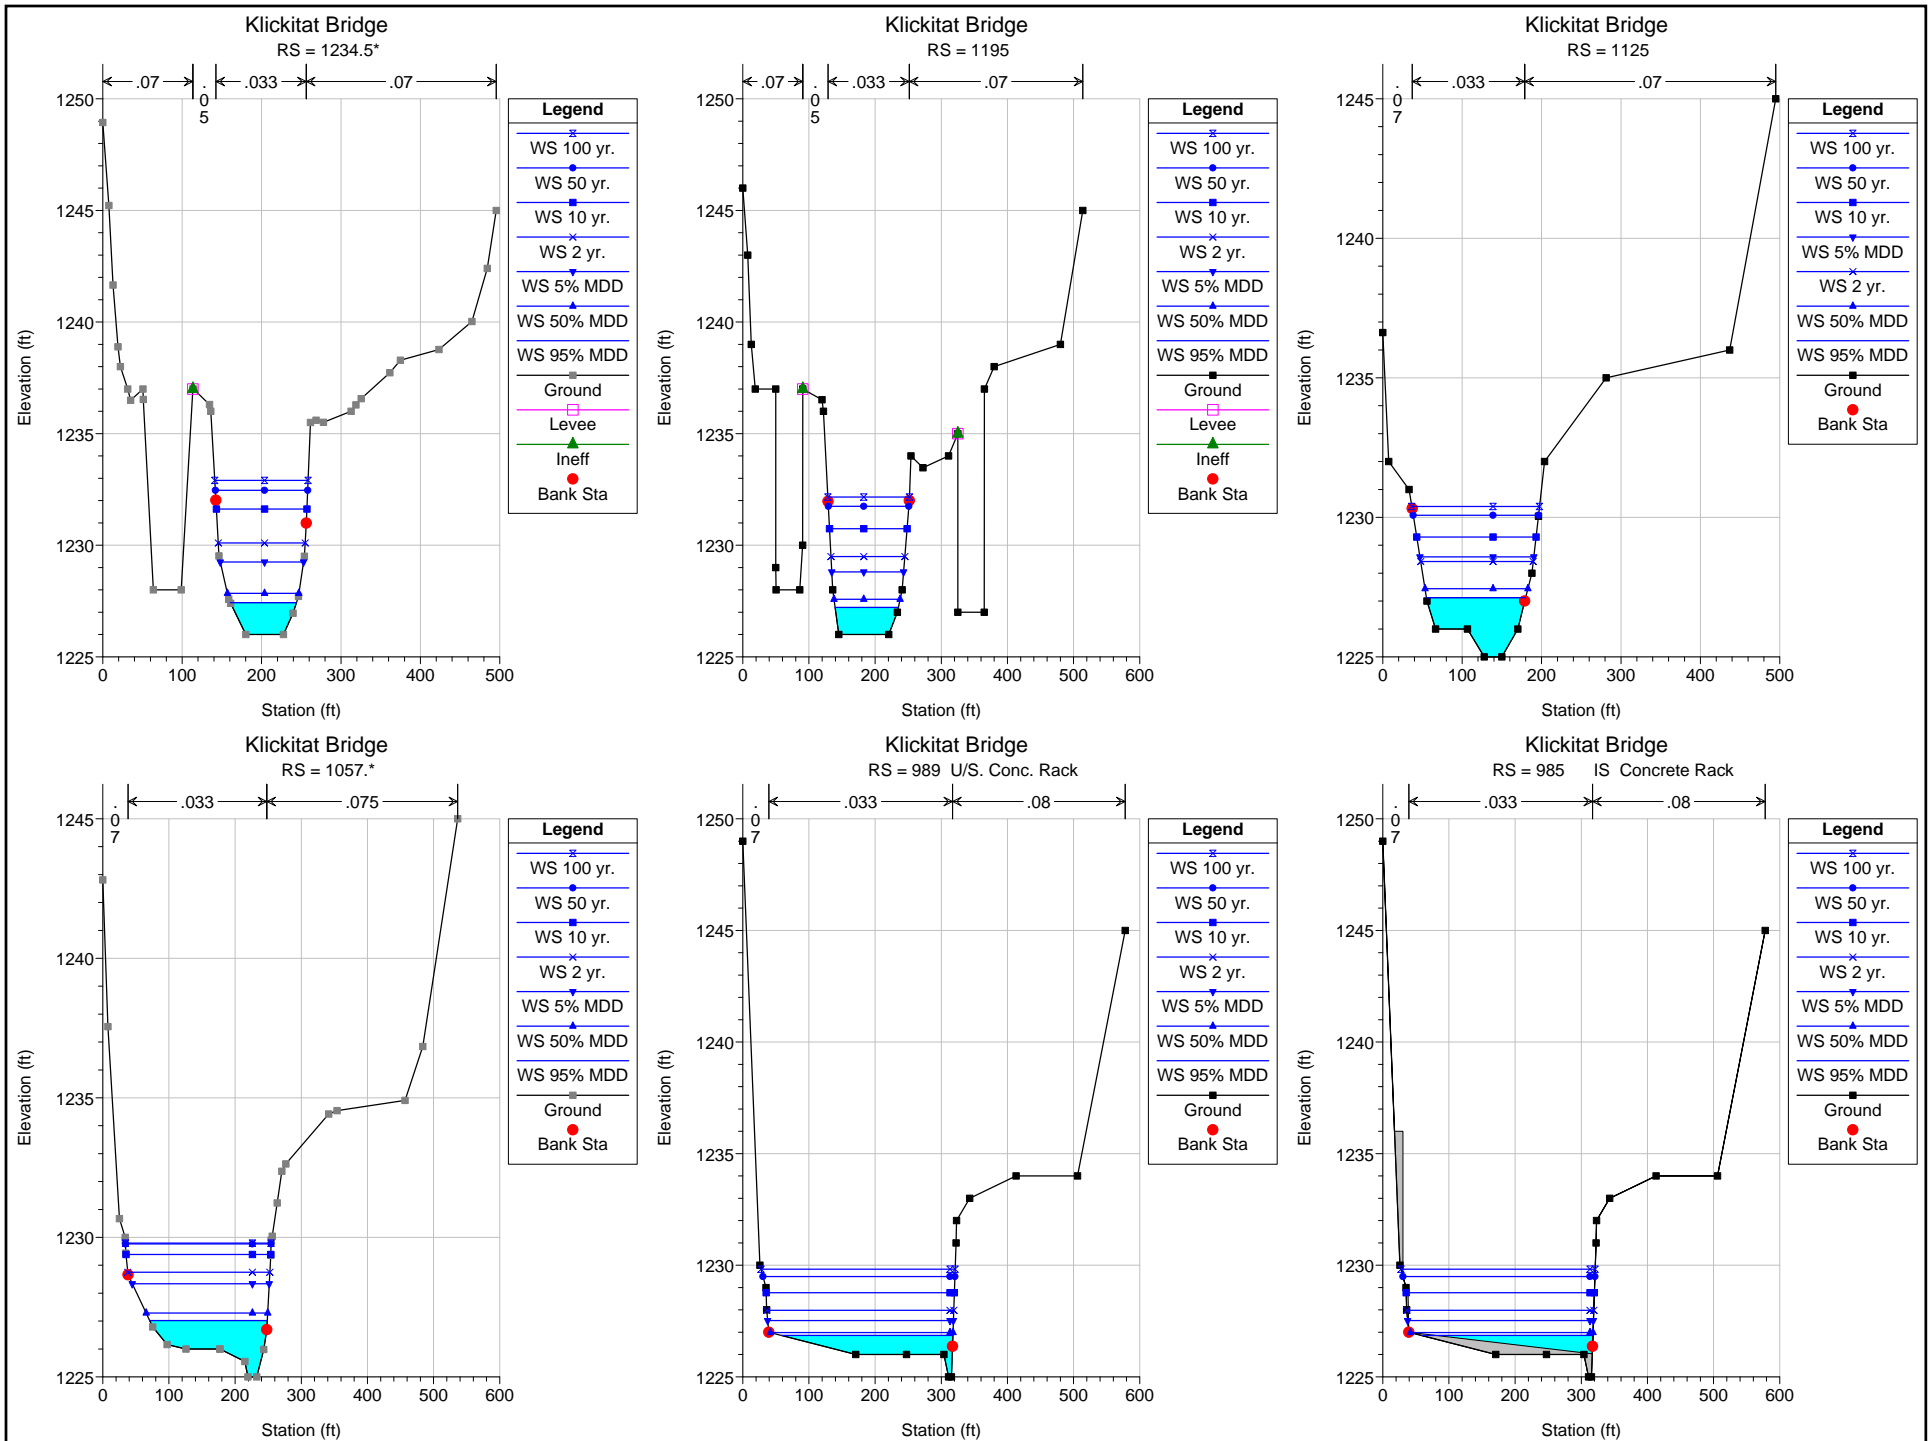 Klickitat Bridge
RS = 1234.5*
.07
.05
.033
.07
1250
1245
1240
1235
1230
1225
0
100
200
300
400
500
Elevation (ft)
Station (ft)
Legend
WS 100 yr.
WS 50 yr.
WS 10 yr.
WS 2 yr.
WS 5% MDD
WS 50% MDD
WS 95% MDD
Ground
Levee
Ineff
Bank Sta
Klickitat Bridge
RS = 1195
.07
.05
.033
.07
1250
1245
1240
1235
1230
1225
0
100
200
300
400
500
600
Elevation (ft)
Station (ft)
Legend
WS 100 yr.
WS 50 yr.
WS 10 yr.
WS 2 yr.
WS 5% MDD
WS 50% MDD
WS 95% MDD
Ground
Levee
Ineff
Bank Sta
Klickitat Bridge
RS = 1125
.07
.033
.07
1245
1240
1235
1230
1225
0
100
200
300
400
500
Elevation (ft)
Station (ft)
Legend
WS 100 yr.
WS 50 yr.
WS 10 yr.
WS 5% MDD
WS 2 yr.
WS 50% MDD
WS 95% MDD
Ground
Bank Sta
Klickitat Bridge
RS = 1057.*
.07
.033
.075
1245
1240
1235
1230
1225
0
100
200
300
400
500
600
Elevation (ft)
Station (ft)
Legend
WS 100 yr.
WS 50 yr.
WS 10 yr.
WS 2 yr.
WS 5% MDD
WS 50% MDD
WS 95% MDD
Ground
Bank Sta
Klickitat Bridge
RS = 989 U/S. Conc. Rack
.07
.033
.08
1250
1245
1240
1235
1230
1225
0
100
200
300
400
500
600
Elevation (ft)
Station (ft)
Legend
WS 100 yr.
WS 50 yr.
WS 10 yr.
WS 2 yr.
WS 5% MDD
WS 50% MDD
WS 95% MDD
Ground
Bank Sta
Klickitat Bridge
RS = 985 IS Concrete Rack
.07
.033
.08
1250
1245
1240
1235
1230
1225
0
100
200
300
400
500
600
Elevation (ft)
Station (ft)
Legend
WS 100 yr.
WS 50 yr.
WS 10 yr.
WS 2 yr.
WS 5% MDD
WS 50% MDD
WS 95% MDD
Ground
Bank Sta